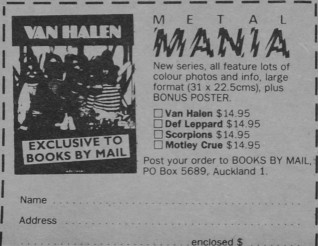 VAN HALEN
EXCLUSIVE TO
BOOKS BY MAIL
METAL
MANIA
New series, all feature lots of
colour photos and info, large
format (31 x 22.5cms), plus
BONUS POSTER.
Van Halen $14.95
Def Leppard $14.95
Scorpions $14.95
Motley Crue $14.95
Post your order to BOOKS BY MAIL,
PO Box 5689, Auckland 1.
Name
Address
enclosed $